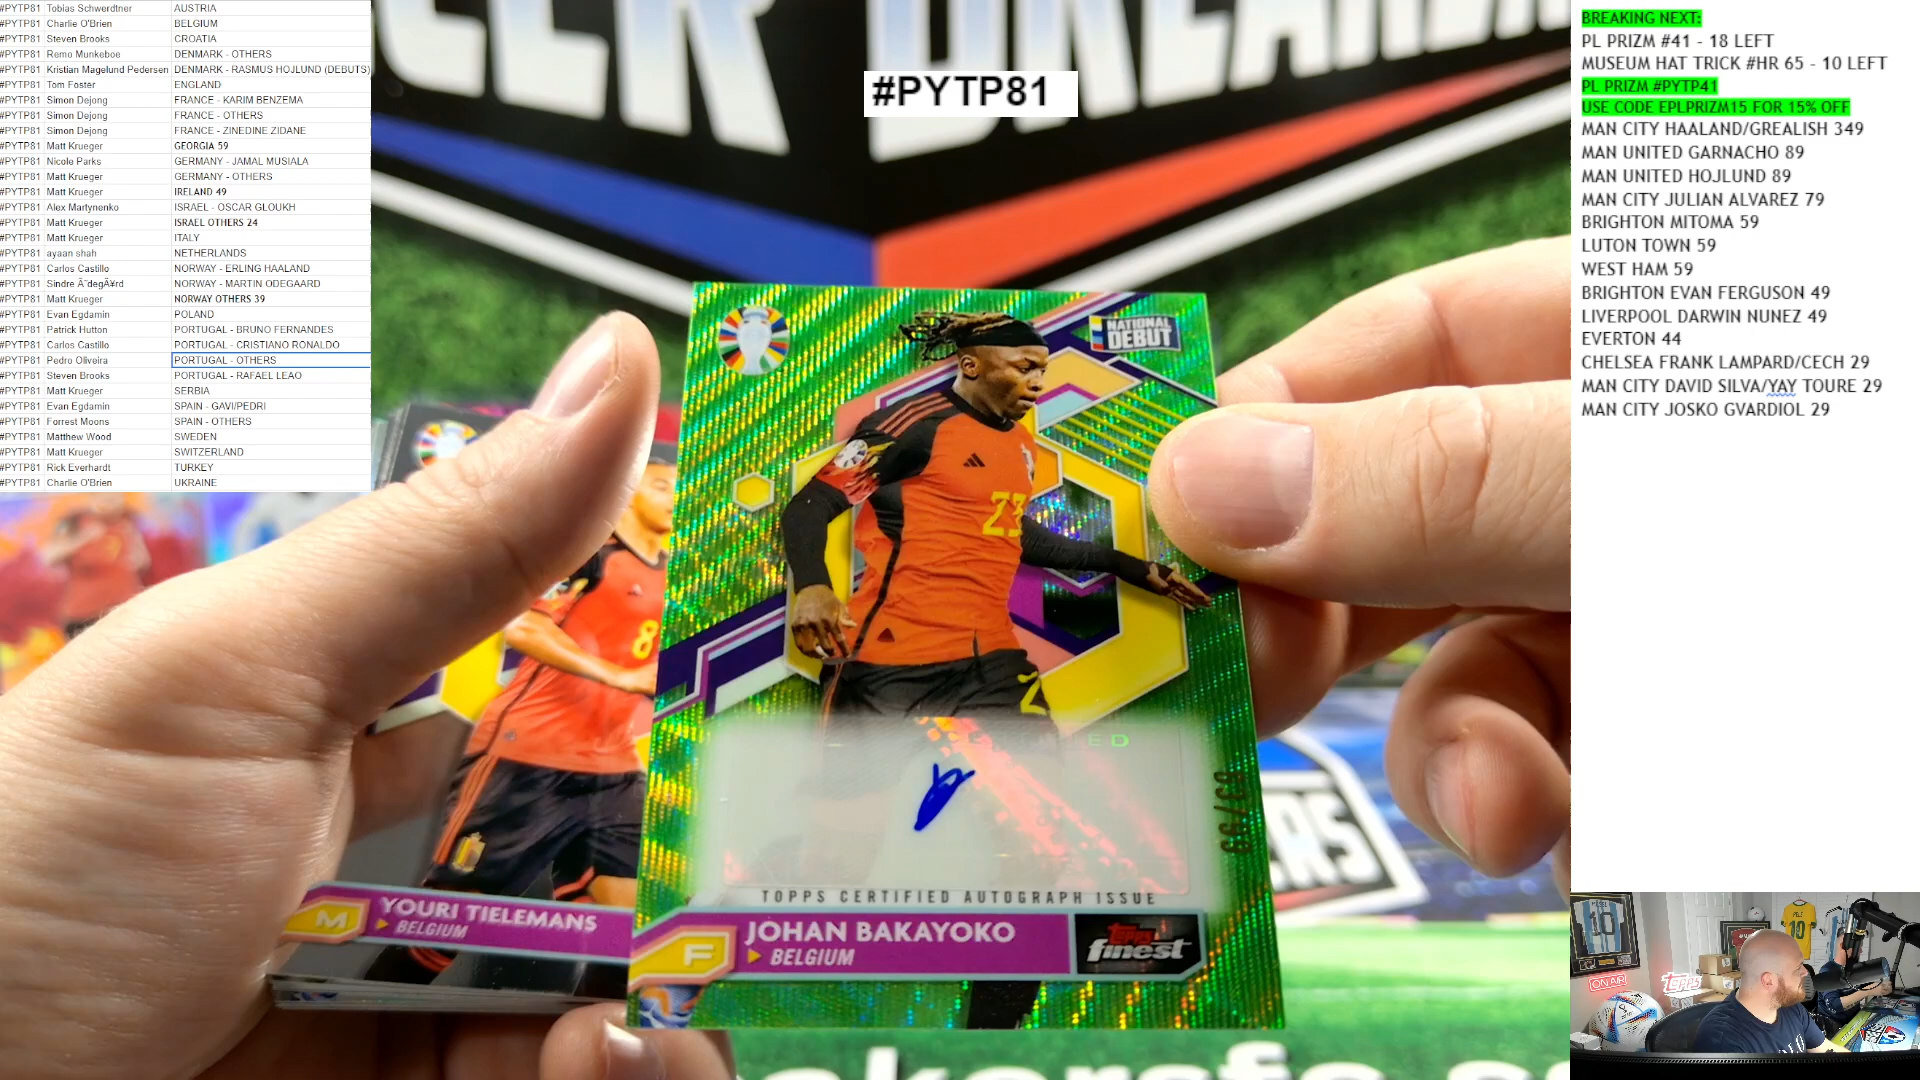 #PYTP81 Tobias Schwerdtner AUSTRIA
#PYTP81 Charlie O'Brien BELGIUM
#PYTP81 Steven Brooks CROATIA
#PYTP81 Remo Munkeboe DENMARK - OTHERS
#PYTP81 Kristian Magelund Pedersen DENMARK - RASMUS HOJLUND (DEBUTS)
#PYTP81 Tom Foster ENGLAND
#PYTP81 Simon Dejong FRANCE - KARIM BENZEMA
#PYTP81 Simon Dejong FRANCE - OTHERS
#PYTP81 Simon Dejong FRANCE - ZINEDINE ZIDANE
#PYTP81 Matt Krueger GEORGIA 59
#PYTP81 Nicole Parks GERMANY - JAMAL MUSIALA
#PYTP81 Matt Krueger GERMANY - OTHERS
#PYTP81 Matt Krueger IRELAND 49
#PYTP81 Alex Martynenko ISRAEL - OSCAR GLOUKH
#PYTP81 Matt Krueger ISRAEL OTHERS 24
#PYTP81 Matt Krueger ITALY
#PYTP81 ayaan shah NETHERLANDS
#PYTP81 Carlos Castillo NORWAY - ERLING HAALAND
#PYTP81 Sindre Ã˜degÃ¥rd NORWAY - MARTIN ODEGAARD
#PYTP81 Matt Krueger NORWAY OTHERS 39
#PYTP81 Evan Egdamin POLAND
#PYTP81 Patrick Hutton PORTUGAL - BRUNO FERNANDES
#PYTP81 Carlos Castillo PORTUGAL - CRISTIANO RONALDO
#PYTP81 Pedro Oliveira PORTUGAL - OTHERS
#PYTP81 Steven Brooks PORTUGAL - RAFAEL LEAO
#PYTP81 Matt Krueger SERBIA
#PYTP81 Evan Egdamin SPAIN - GAVI/PEDRI
#PYTP81 Forrest Moons SPAIN - OTHERS
#PYTP81 Matthew Wood SWEDEN
#PYTP81 Matt Krueger SWITZERLAND
#PYTP81 Rick Everhardt TURKEY
#PYTP81 Charlie O'Brien UKRAINE
#PYTP81
NATIONAL
DEBUT
23
8
59/99
TOPPS CERTIFIED AUTOGRAPH ISSUE
F JOHAN BAKAYOKO
BELGIUM
TOPPS
finest
M YOURI TIELEMANS
BELGIUM
BREAKING NEXT:
PL PRIZM #41 - 18 LEFT
MUSEUM HAT TRICK #HR 65 - 10 LEFT
PL PRIZM #PYTP41
USE CODE EPLPRIZM15 FOR 15% OFF
MAN CITY HAALAND/GREALISH 349
MAN UNITED GARNACHO 89
MAN UNITED HOJLUND 89
MAN CITY JULIAN ALVAREZ 79
BRIGHTON MITOMA 59
LUTON TOWN 59
WEST HAM 59
BRIGHTON EVAN FERGUSON 49
LIVERPOOL DARWIN NUNEZ 49
EVERTON 44
CHELSEA FRANK LAMPARD/CECH 29
MAN CITY DAVID SILVA/YAY TOURE 29
MAN CITY JOSKO GVARDIOL 29
10
10
ON AIR
Topps